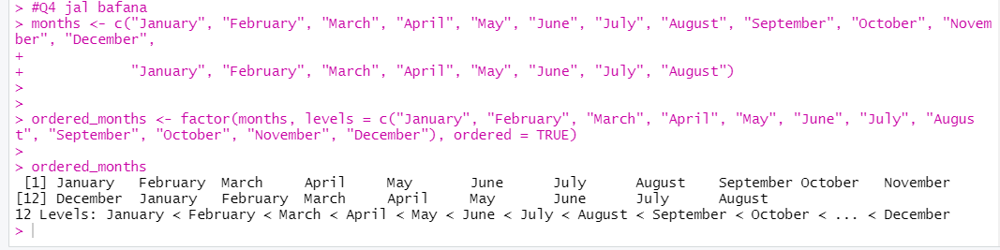 > #Q4 jal bafana
> months <- c("January", "February", "March", "April", "May", "June", "July", "August", "September", "October", "Novem
ber", "December",
+
+             "January", "February", "March", "April", "May", "June", "July", "August")
>
>
> ordered_months <- factor(months, levels = c("January", "February", "March", "April", "May", "June", "July", "Augus
t", "September", "October", "November", "December"), ordered = TRUE)
>
> ordered_months
 [1] January   February  March     April     May       June      July      August    September October   November
[12] December  January   February  March     April     May       June      July      August
12 Levels: January < February < March < April < May < June < July < August < September < October < ... < December
>